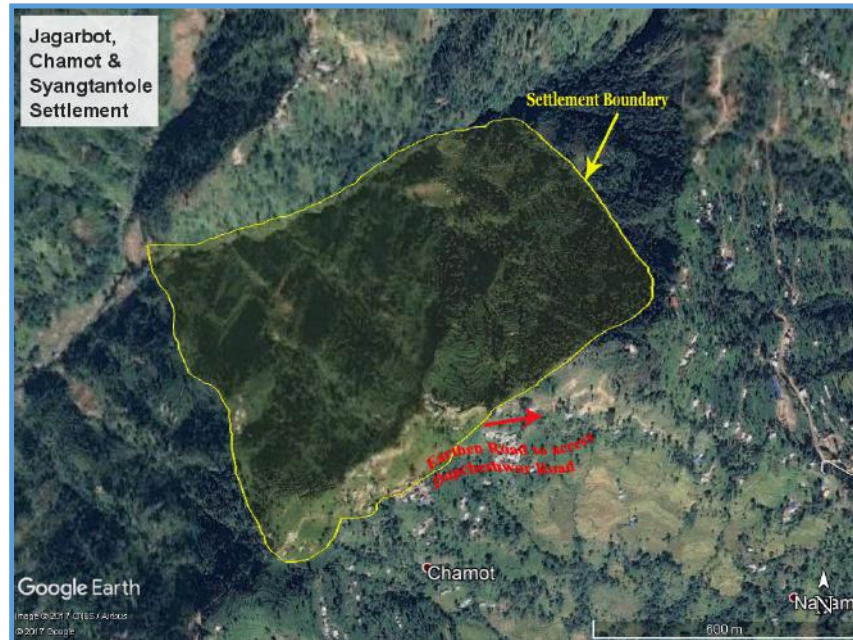 Jagarbot,
Chamot &
Syangtantole
Settlement
Settlement Boundary
Earthen Road to access
Road
Chamot
Google Earth
Image © 2017 CNES / Airbus
© 2017 Google
600 m
N